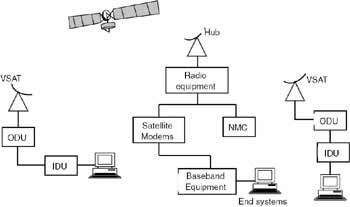 Hub
VSAT
Radio
equipment
VSAT
ODU
Satellite
Modems
NMC
ODU
IDU
IDU
Baseband
Equipment
End systems